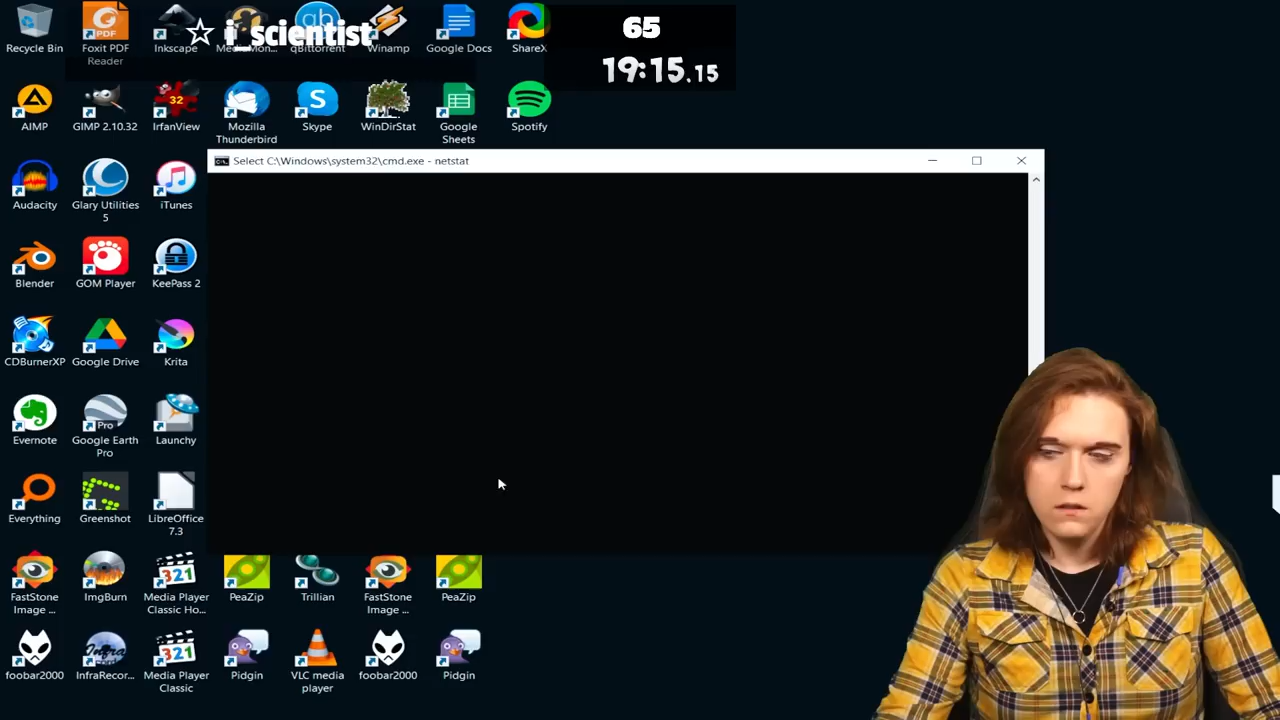 ☆ i_scientist
65
19:15.15
Recycle Bin
Foxit PDF
Reader
Inkscape
qBittorrent
Winamp
Google Docs
ShareX
AIMP
GIMP 2.10.32
IrfanView
Mozilla
Thunderbird
Skype
WinDirStat
Google
Sheets
Spotify
Select C:\Windows\system32\cmd.exe - netstat
Audacity
Glary Utilities
5
iTunes
Blender
GOM Player
KeePass 2
CDBurnerXP
Google Drive
Krita
Evernote
Google Earth
Pro
Launchy
Everything
Greenshot
LibreOffice
7.3
FastStone
Image ...
ImgBurn
Media Player
Classic Ho...
PeaZip
Trillian
FastStone
Image ...
PeaZip
foobar2000
InfraRecor...
Media Player
Classic
Pidgin
VLC media
player
foobar2000
Pidgin